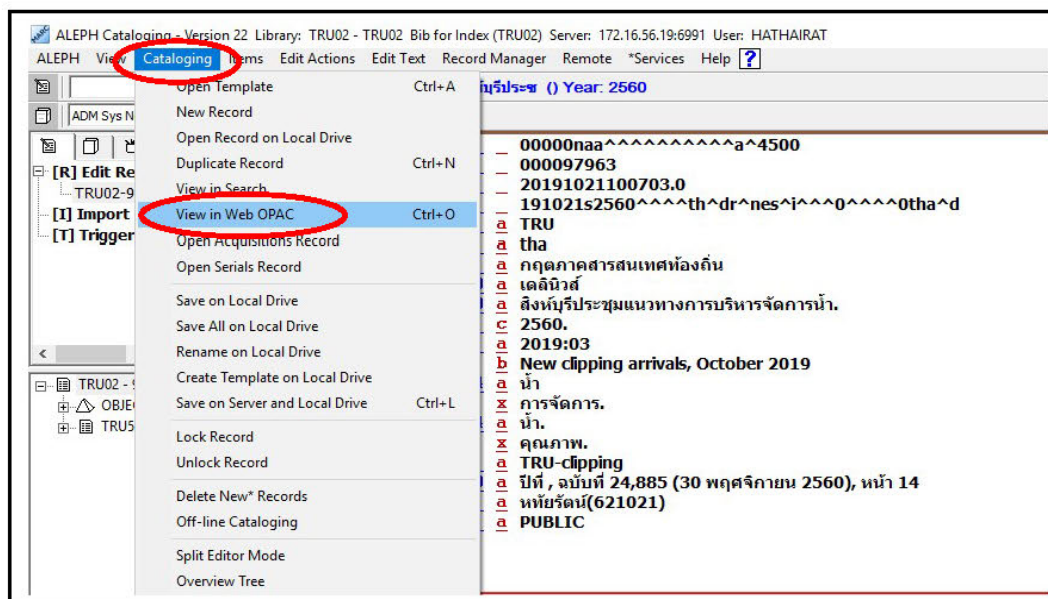 ALEPH Cataloging - Version 22 Library: TRU02 - TRU02 Bib for Index (TRU02) Server: 172.16.56.19:6991 User: HATHAIRAT
ALEPH View Cataloging Items Edit Actions Edit Text Record Manager Remote *Services Help ?
() Year: 2560
ADM Sys N
[R] Edit Re
TRU02-9
[I] Import
[T] Trigger
TRU02 - 9
OBJE
TRU5
Open Template Ctrl+A
New Record
Open Record on Local Drive
Duplicate Record Ctrl+N
View in Search
View in Web OPAC Ctrl+O
Open Acquisitions Record
Open Serials Record
Save on Local Drive
Save All on Local Drive
Rename on Local Drive
Create Template on Local Drive
Save on Server and Local Drive Ctrl+L
Lock Record
Unlock Record
Delete New* Records
Off-line Cataloging
Split Editor Mode
Overview Tree
_ 00000naa^^^^^^^^^^a^4500
_ 000097963
_ 20191021100703.0
_ 191021s2560^^^^th^dr^nes^i^^^0^^^^0tha^d
a TRU
a tha
a กฤตภาคสารสนเทศท้องถิ่น
a เดลินิวส์
a สิงห์บุรีประชุมแนวทางการบริหารจัดการน้ำ.
c 2560.
a 2019:03
b New clipping arrivals, October 2019
a น้ำ
x การจัดการ.
a น้ำ.
x คุณภาพ.
a TRU-clipping
a ปีที่ , ฉบับที่ 24,885 (30 พฤศจิกายน 2560), หน้า 14
a หทัยรัตน์(621021)
a PUBLIC